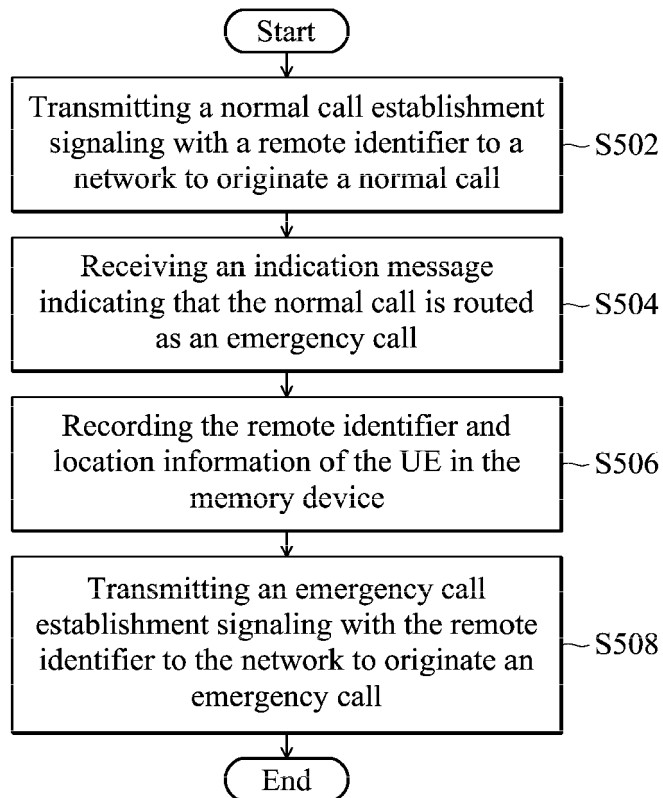 Start
Transmitting a normal call establishment
signaling with a remote identifier to a
network to originate a normal call
S502
Receiving an indication message
indicating that the normal call is routed
as an emergency call
S504
Recording the remote identifier and
location information of the UE in the
memory device
S506
Transmitting an emergency call
establishment signaling with the remote
identifier to the network to originate an
emergency call
S508
End